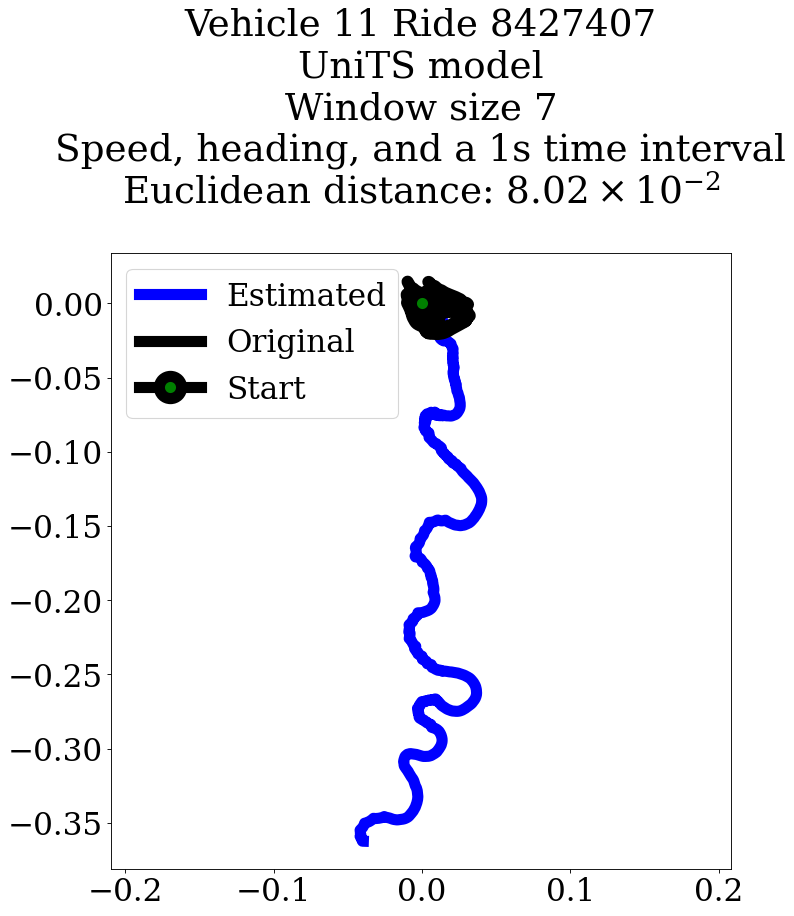 Vehicle 11 Ride 8427407
UniTS model
Window size 7
Speed, heading, and a 1s time interval
Euclidean distance: 8.02 × 10⁻²
Estimated
Original
Start
0.00
−0.05
−0.10
−0.15
−0.20
−0.25
−0.30
−0.35
−0.2 −0.1 0.0 0.1 0.2